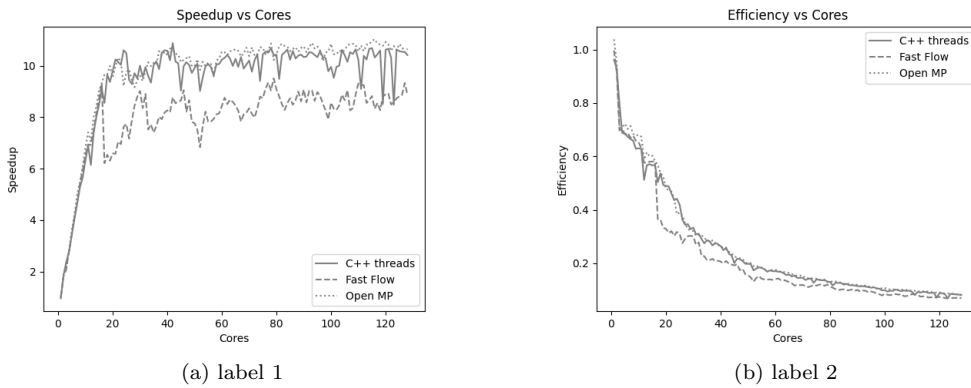 Speedup vs Cores
10
8
6
4
2
Speedup
0
20
40
60
80
100
120
Cores
C++ threads
Fast Flow
Open MP
(a) label 1
Efficiency vs Cores
1.0
0.8
0.6
0.4
0.2
Efficiency
0
20
40
60
80
100
120
Cores
C++ threads
Fast Flow
Open MP
(b) label 2